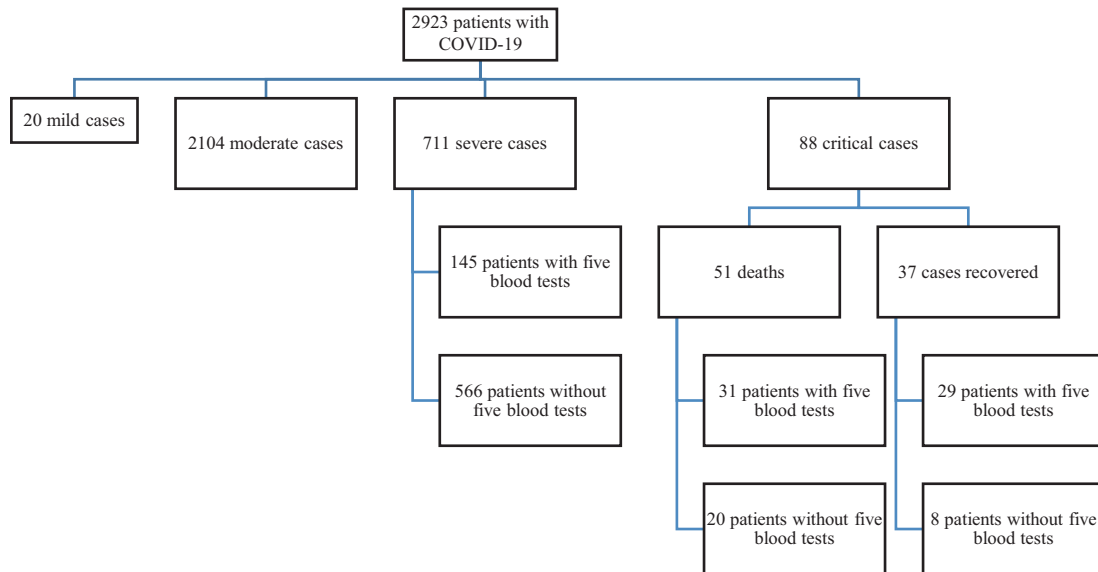 2923 patients with
COVID-19
20 mild cases
2104 moderate cases
711 severe cases
88 critical cases
145 patients with five
blood tests
51 deaths
37 cases recovered
566 patients without
five blood tests
31 patients with five
blood tests
29 patients with five
blood tests
20 patients without five
blood tests
8 patients without five
blood tests